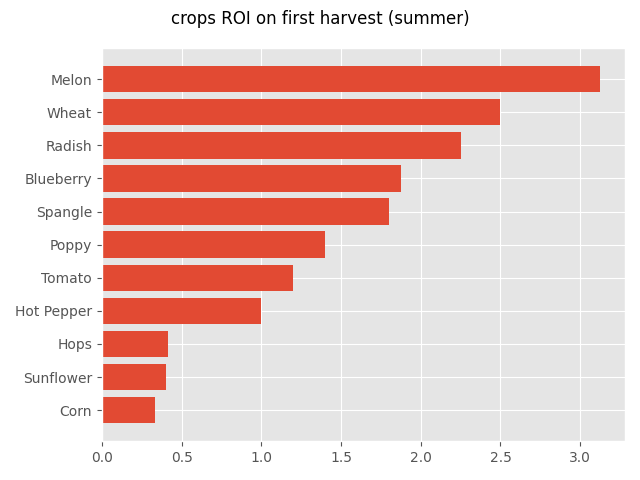 crops ROI on first harvest (summer)
Melon
Wheat
Radish
Blueberry
Spangle
Poppy
Tomato
Hot Pepper
Hops
Sunflower
Corn
0.0 0.5 1.0 1.5 2.0 2.5 3.0